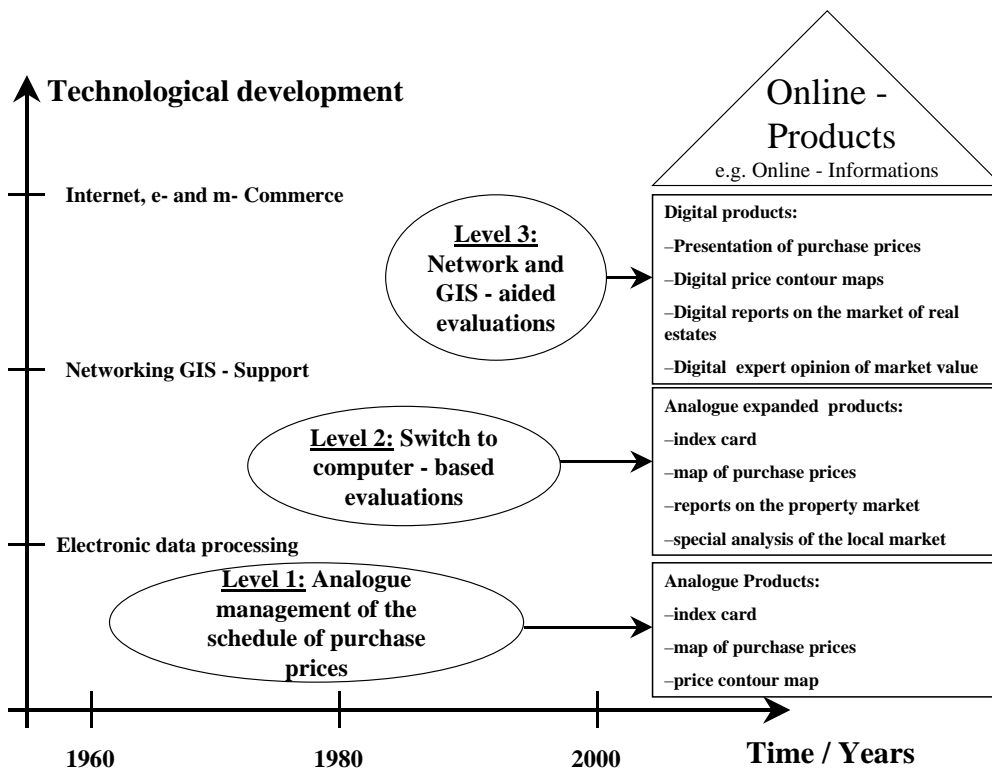 Technological development
Online -
Products
e.g. Online - Informations
Internet, e- and m- Commerce
Level 3:
Network and
GIS - aided
evaluations
Digital products:
–Presentation of purchase prices
–Digital price contour maps
–Digital reports on the market of real
estates
–Digital  expert opinion of market value
Networking GIS - Support
Level 2: Switch to
computer - based
evaluations
Analogue expanded  products:
–index card
–map of purchase prices
–reports on the property market
–special analysis of the local market
Electronic data processing
Level 1: Analogue
management of the
schedule of purchase
prices
Analogue Products:
–index card
–map of purchase prices
–price contour map
1960
1980
2000
Time / Years